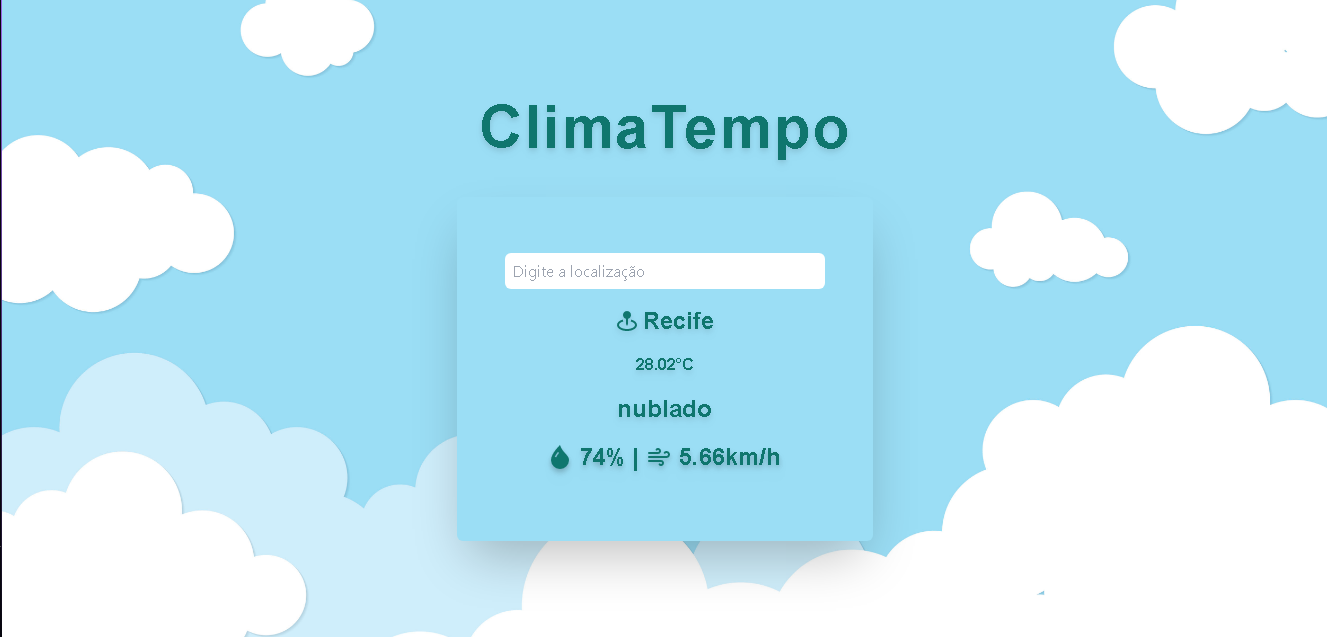 ClimaTempo
Digite a localização
Recife
28.02°C
nublado
74% | 5.66km/h